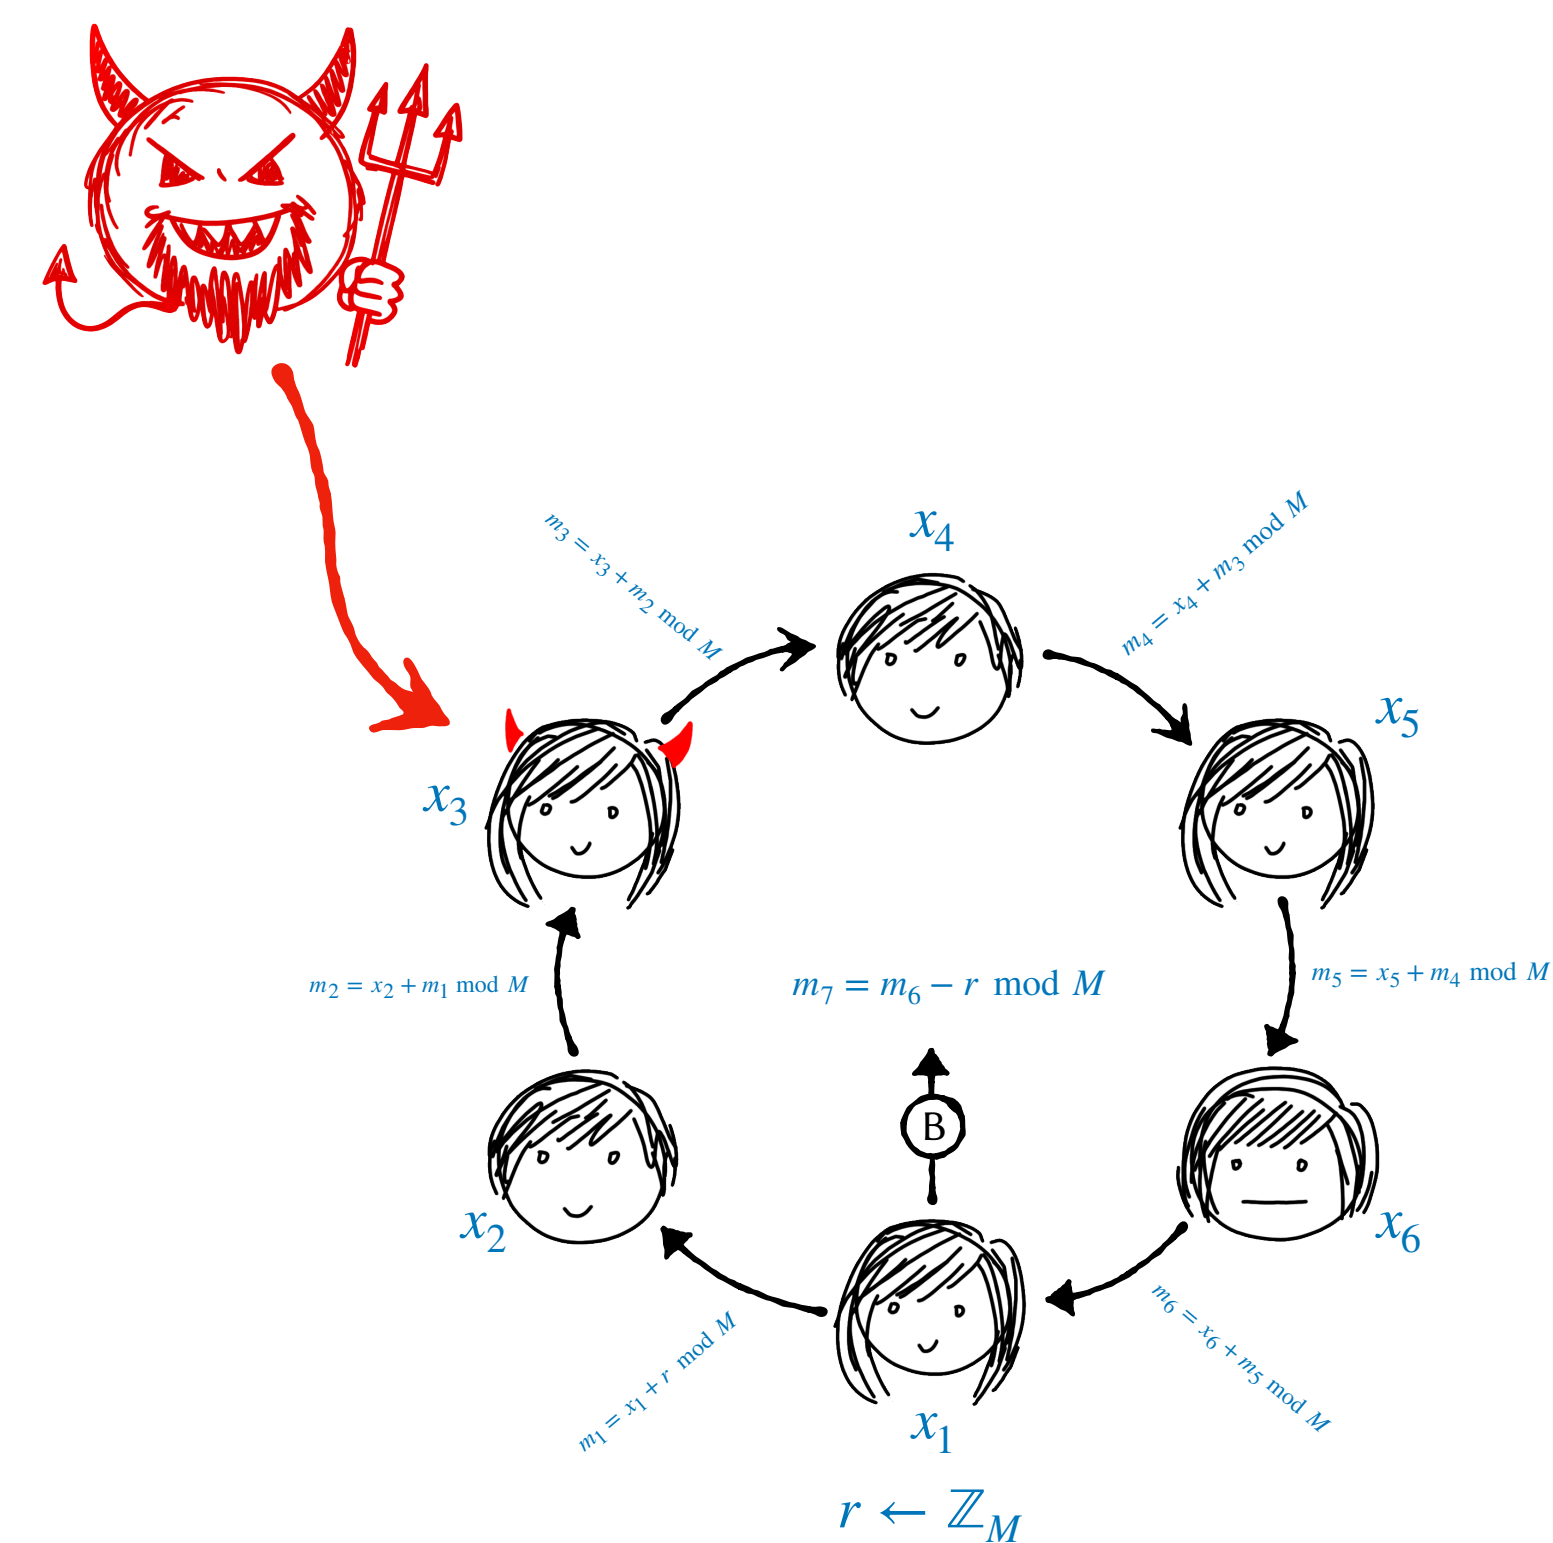 x₄
m₃ = x₃ + m₂ mod M
m₄ = x₄ + m₃ mod M
x₅
x₃
m₂ = x₂ + m₁ mod M
m₇ = m₆ − r mod M
m₅ = x₅ + m₄ mod M
B
x₂
x₆
m₁ = x₁ + r mod M
m₆ = x₆ + m₅ mod M
x₁
r ← ℤ_M